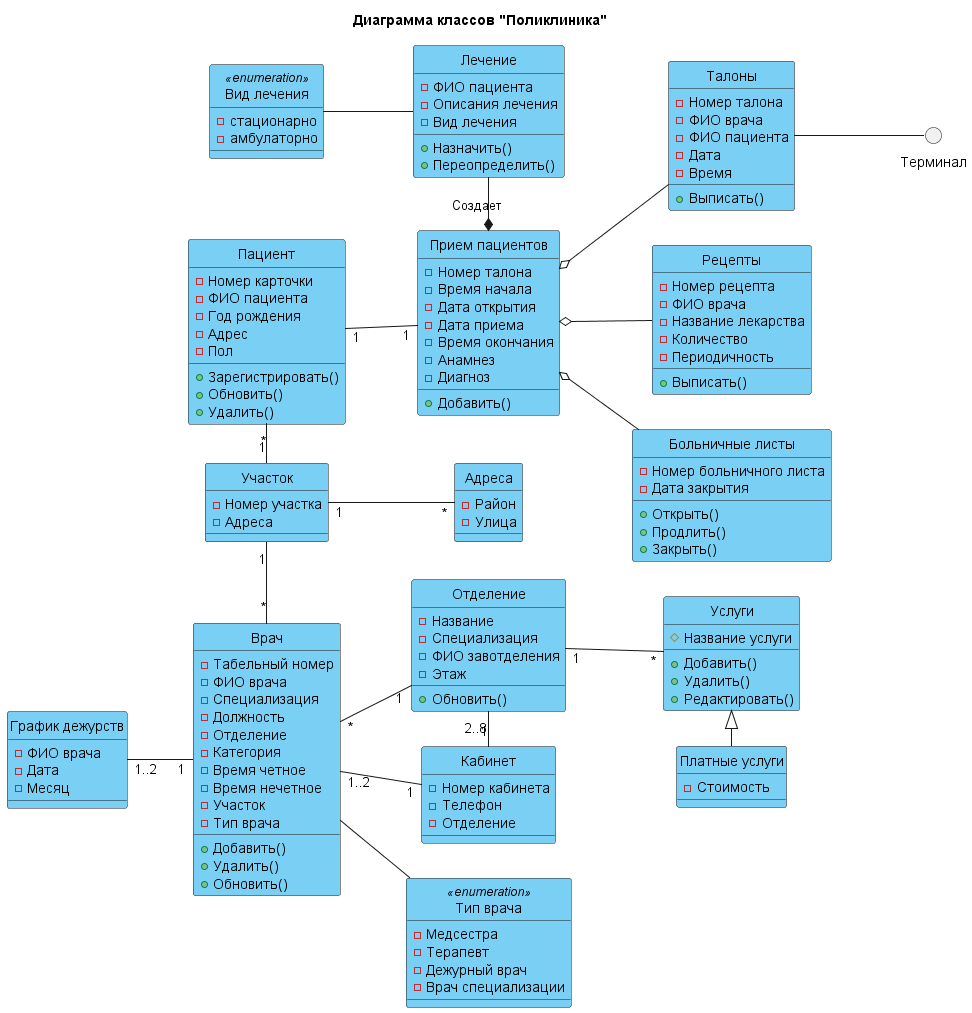 Диаграмма классов "Поликлиника"
«enumeration»
Вид лечения
стационарно
амбулаторно
Лечение
ФИО пациента
Описания лечения
Вид лечения
Назначить()
Переопределить()
Талоны
Номер талона
ФИО врача
ФИО пациента
Дата
Время
Выписать()
Терминал
Создает
Пациент
Номер карточки
ФИО пациента
Год рождения
Адрес
Пол
Зарегистрировать()
Обновить()
Удалить()
1
1
Прием пациентов
Номер талона
Время начала
Дата открытия
Дата приема
Время окончания
Анамнез
Диагноз
Добавить()
Рецепты
Номер рецепта
ФИО врача
Название лекарства
Количество
Периодичность
Выписать()
Больничные листы
Номер больничного листа
Дата закрытия
Открыть()
Продлить()
Закрыть()
*
1
Участок
Номер участка
Адреса
1
*
Адреса
Район
Улица
1
*
Отделение
Название
Специализация
ФИО завотделения
Этаж
Обновить()
1
*
Услуги
Название услуги
Добавить()
Удалить()
Редактировать()
Платные услуги
Стоимость
Врач
Табельный номер
ФИО врача
Специализация
Должность
Отделение
Категория
Время четное
Время нечетное
Участок
Тип врача
Добавить()
Удалить()
Обновить()
График дежурств
ФИО врача
Дата
Месяц
1..2
1
*
1
2..8
1
1..2
1
Кабинет
Номер кабинета
Телефон
Отделение
«enumeration»
Тип врача
Медсестра
Терапевт
Дежурный врач
Врач специализации